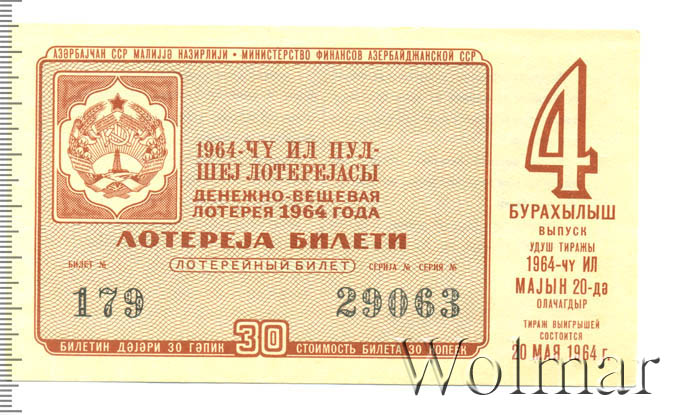 АЗӘРБАЈҸАН ССР МАЛИЈЈӘ НАЗИРЛИЈИ • МИНИСТЕРСТВО ФИНАНСОВ АЗЕРБАЙДЖАНСКОЙ ССР
1964-ЧҮ ИЛ ПУЛ-
ШЕЈ ЛОТЕРЕЈАСЫ
ДЕНЕЖНО-ВЕЩЕВАЯ
ЛОТЕРЕЯ 1964 ГОДА
ЛОТЕРЕЈА БИЛЕТИ
БИЛЕТ № ЛОТЕРЕЙНЫЙ БИЛЕТ СЕРИЈА № СЕРИЯ №
179 29063
БИЛЕТИН ДӘЈӘРИ 30 ГӘПИК 30 СТОИМОСТЬ БИЛЕТА 30 КОПЕЕК
4
БУРАХЫЛЫШ
ВЫПУСК
УДУШ ТИРАЖЫ
1964-ЧҮ ИЛ
МАЈЫН 20-дә
ОЛАЧАГДЫР
ТИРАЖ ВЫИГРЫШЕЙ
СОСТОИТСЯ
20 МАЯ 1964 г.
Wolmar